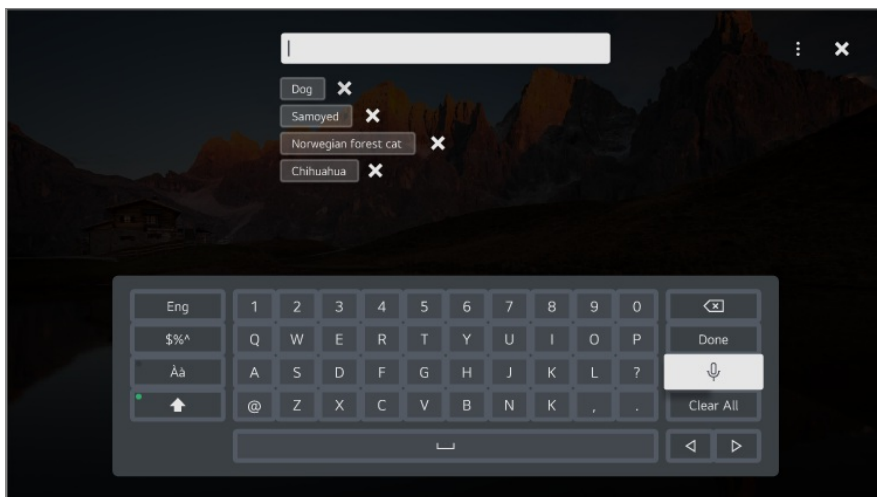 Dog
Samoyed
Norwegian forest cat
Chihuahua
Eng 1 2 3 4 5 6 7 8 9 0
$%^ Q W E R T Y U I O P Done
Àà A S D F G H J K L ?
@ Z X C V B N K , . Clear All